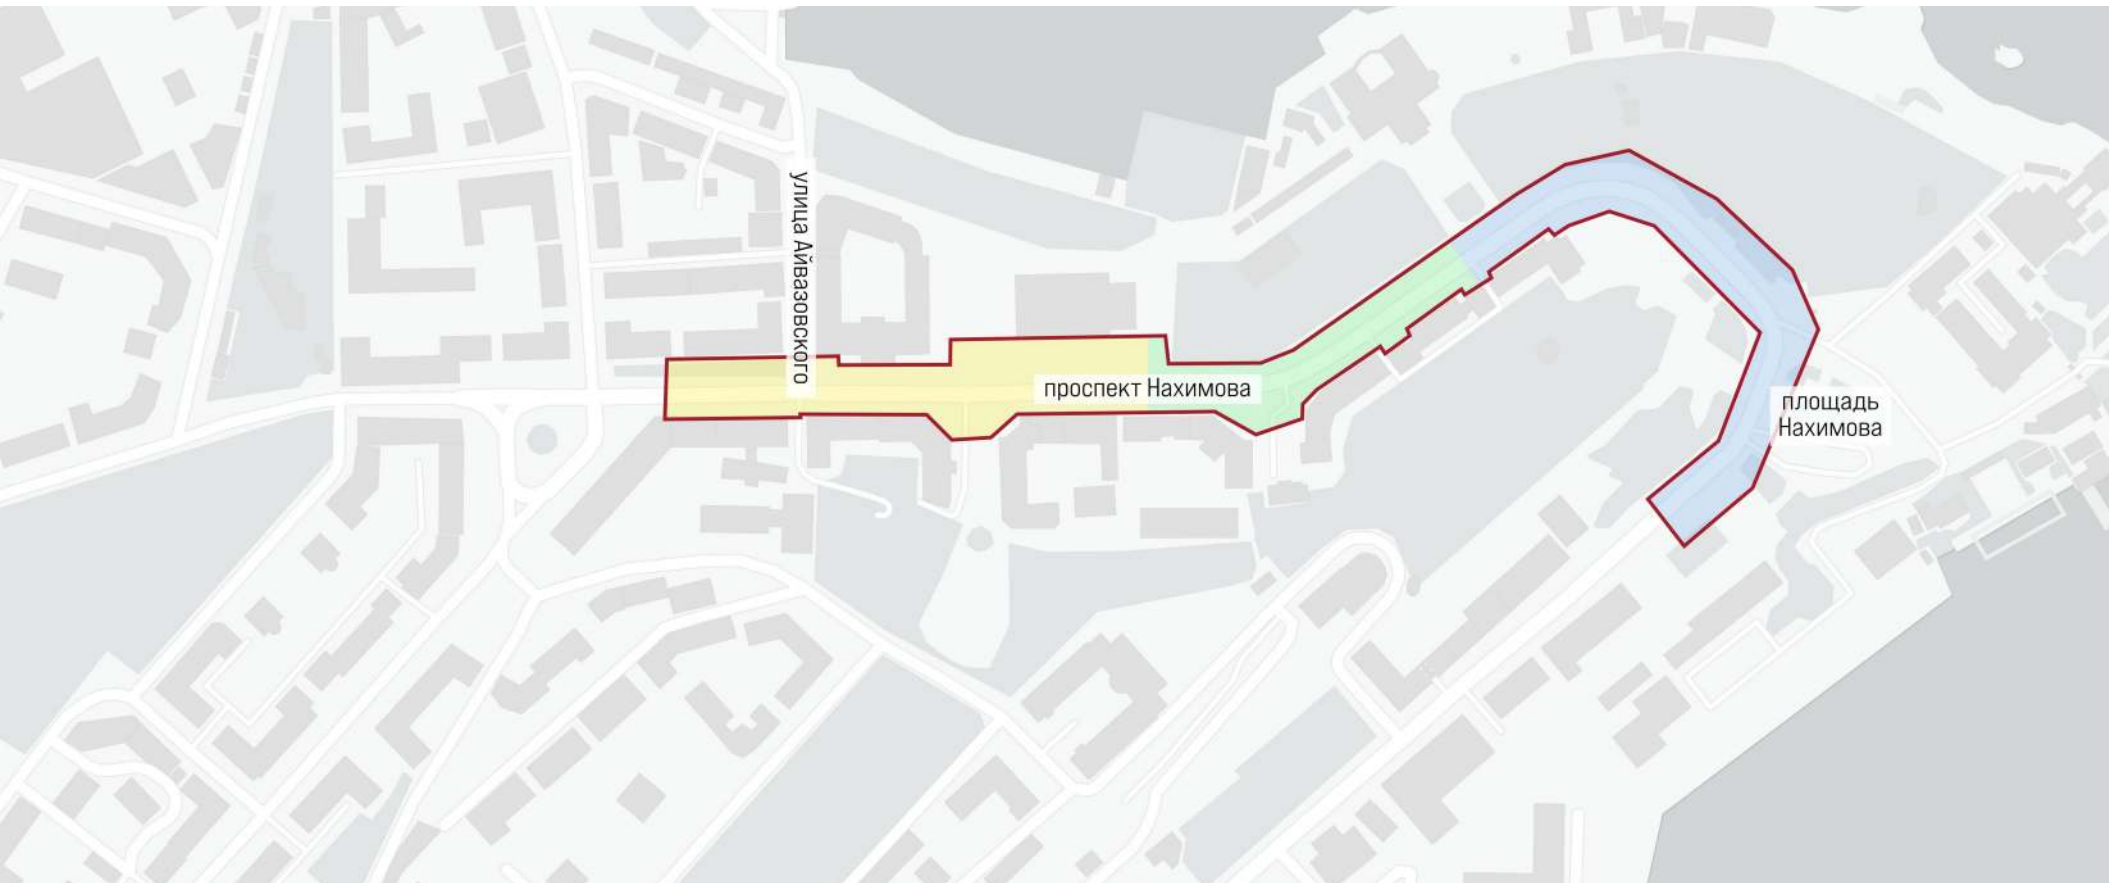 улица Айвазовского
проспект Нахимова
площадь
Нахимова